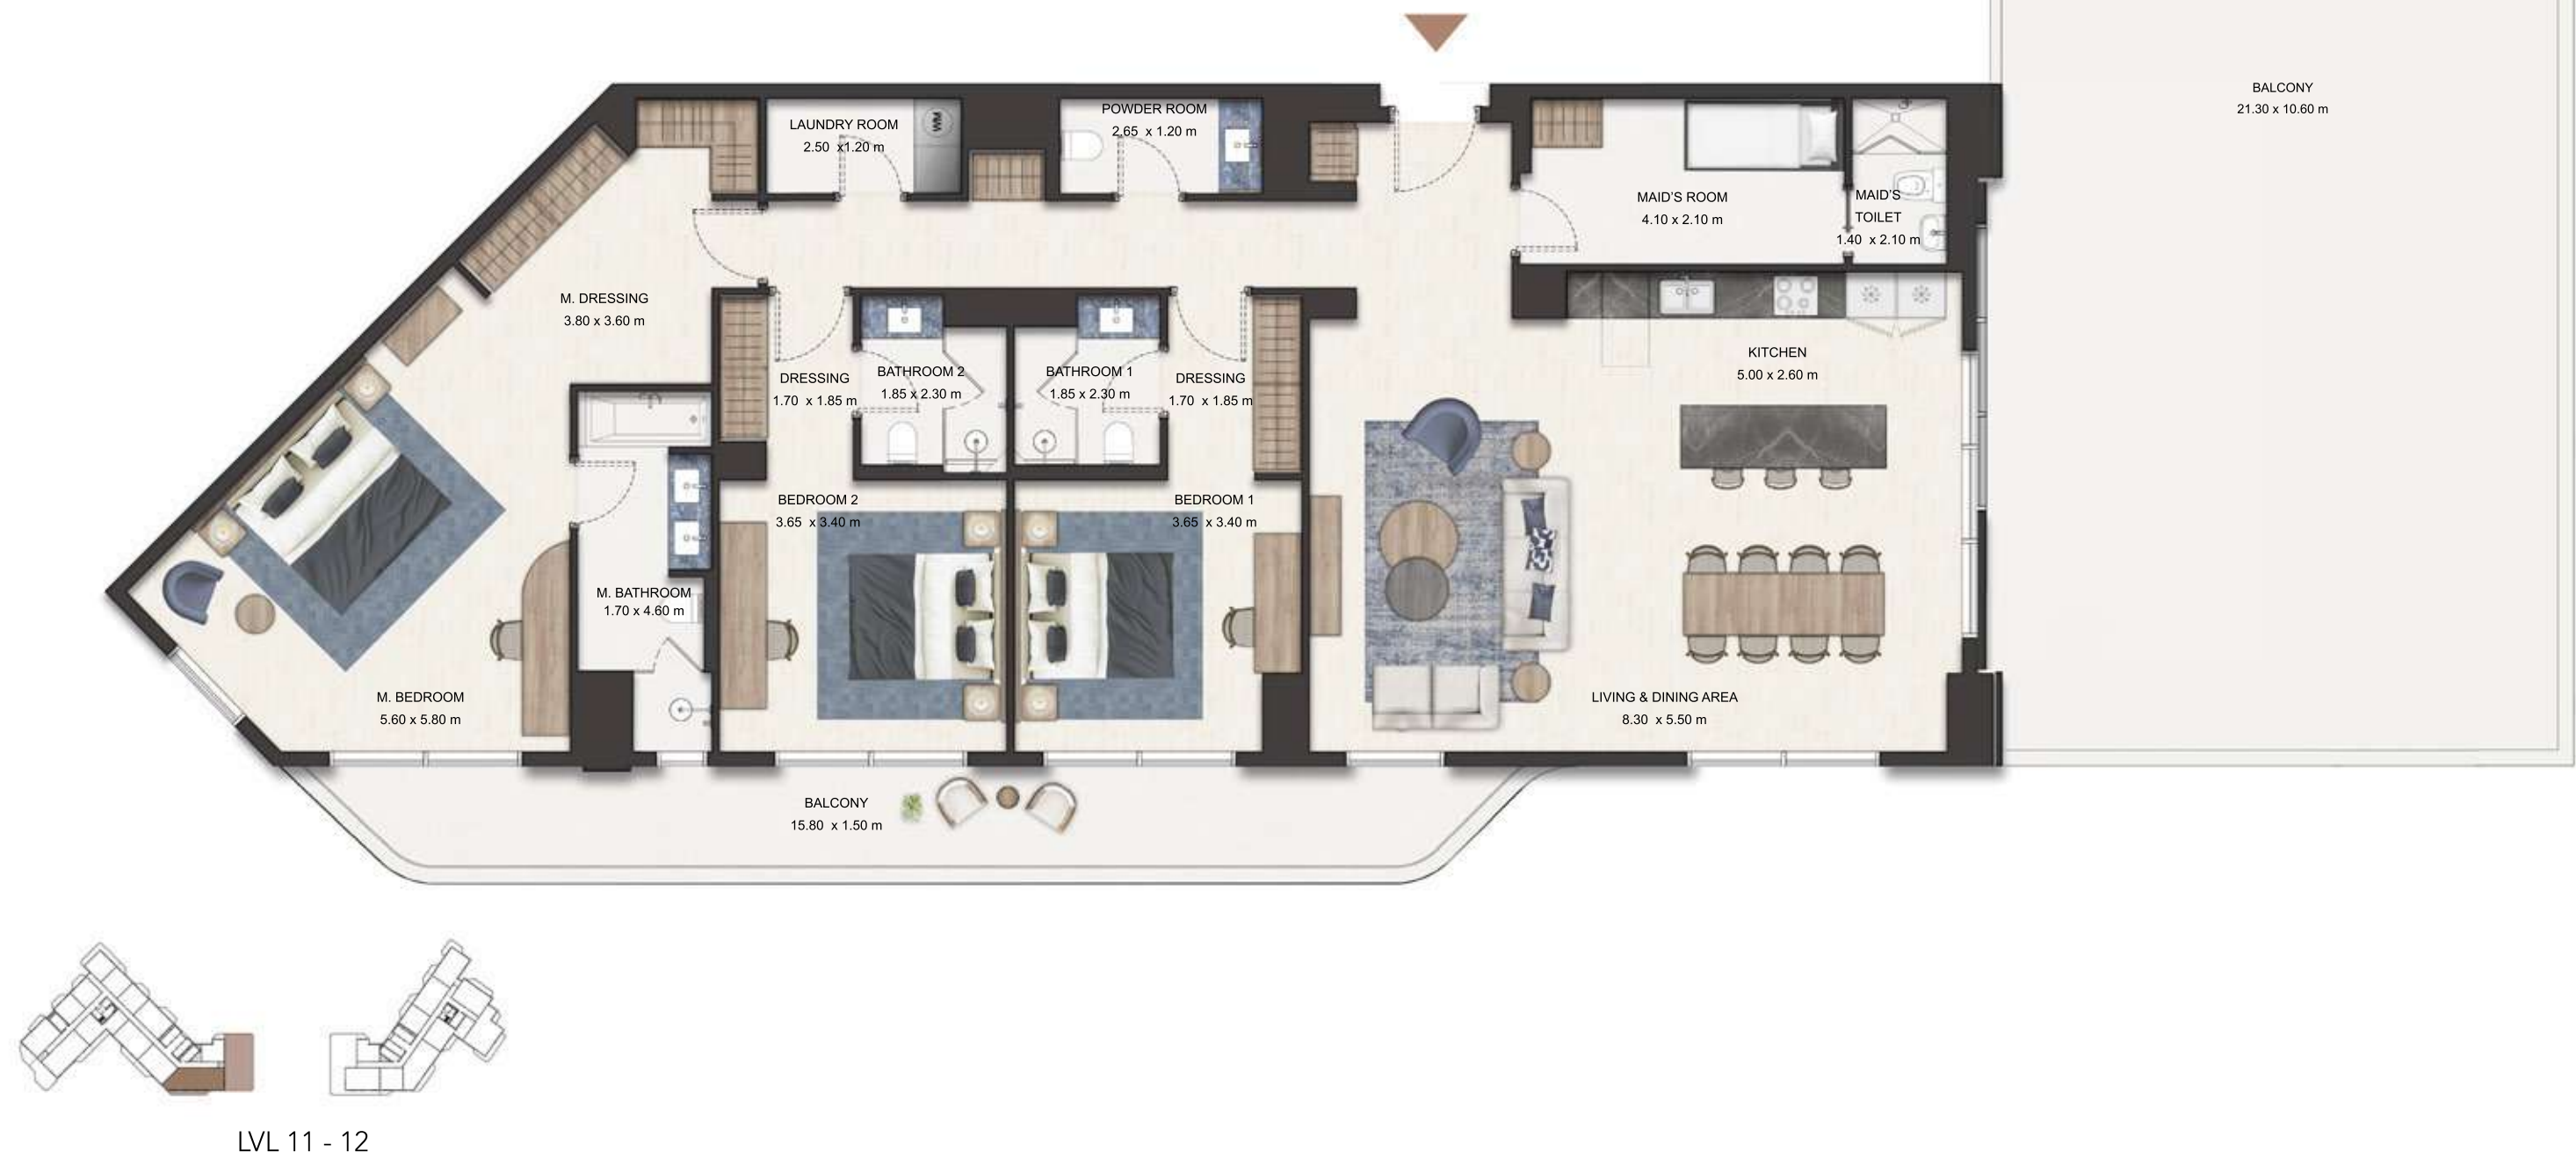 BALCONY
21.30 x 10.60 m
LAUNDRY ROOM
2.50 x1.20 m
WM
POWDER ROOM
2.65 x 1.20 m
MAID'S ROOM
4.10 x 2.10 m
MAID'S
TOILET
1.40 x 2.10 m
M. DRESSING
3.80 x 3.60 m
DRESSING
1.70 x 1.85 m
BATHROOM 2
1.85 x 2.30 m
BATHROOM 1
1.85 x 2.30 m
DRESSING
1.70 x 1.85 m
KITCHEN
5.00 x 2.60 m
BEDROOM 2
3.65 x 3.40 m
BEDROOM 1
3.65 x 3.40 m
M. BATHROOM
1.70 x 4.60 m
M. BEDROOM
5.60 x 5.80 m
LIVING & DINING AREA
8.30 x 5.50 m
BALCONY
15.80 x 1.50 m
LVL 11 - 12